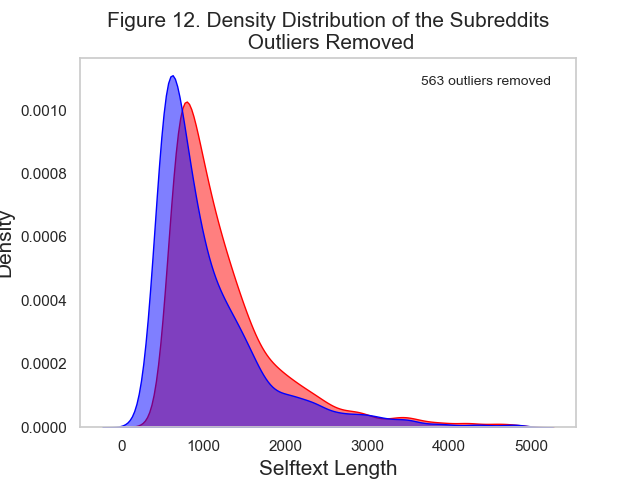 Figure 12. Density Distribution of the Subreddits
Outliers Removed
563 outliers removed
0.0010
0.0008
0.0006
0.0004
0.0002
0.0000
Density
0 1000 2000 3000 4000 5000
Selftext Length